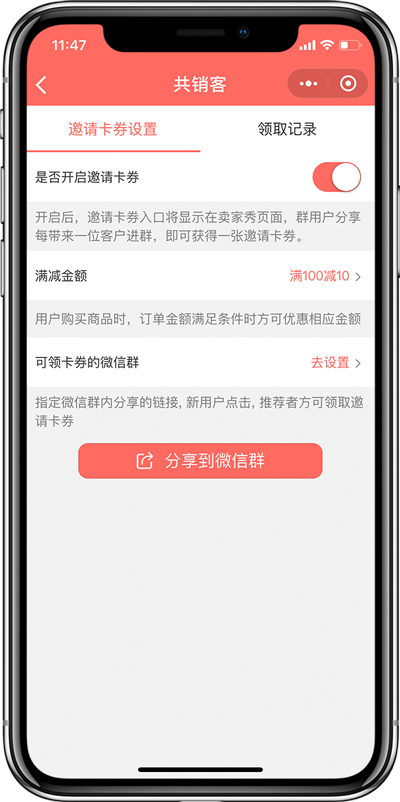 11:47
共销客
邀请卡券设置
领取记录
是否开启邀请卡券
开启后，邀请卡券入口将显示在卖家秀页面，群用户分享
每带来一位客户进群，即可获得一张邀请卡券。
满减金额
满100减10
用户购买商品时，订单金额满足条件时方可优惠相应金额
可领卡券的微信群
去设置
指定微信群内分享的链接, 新用户点击, 推荐者方可领取邀
请卡券
分享到微信群